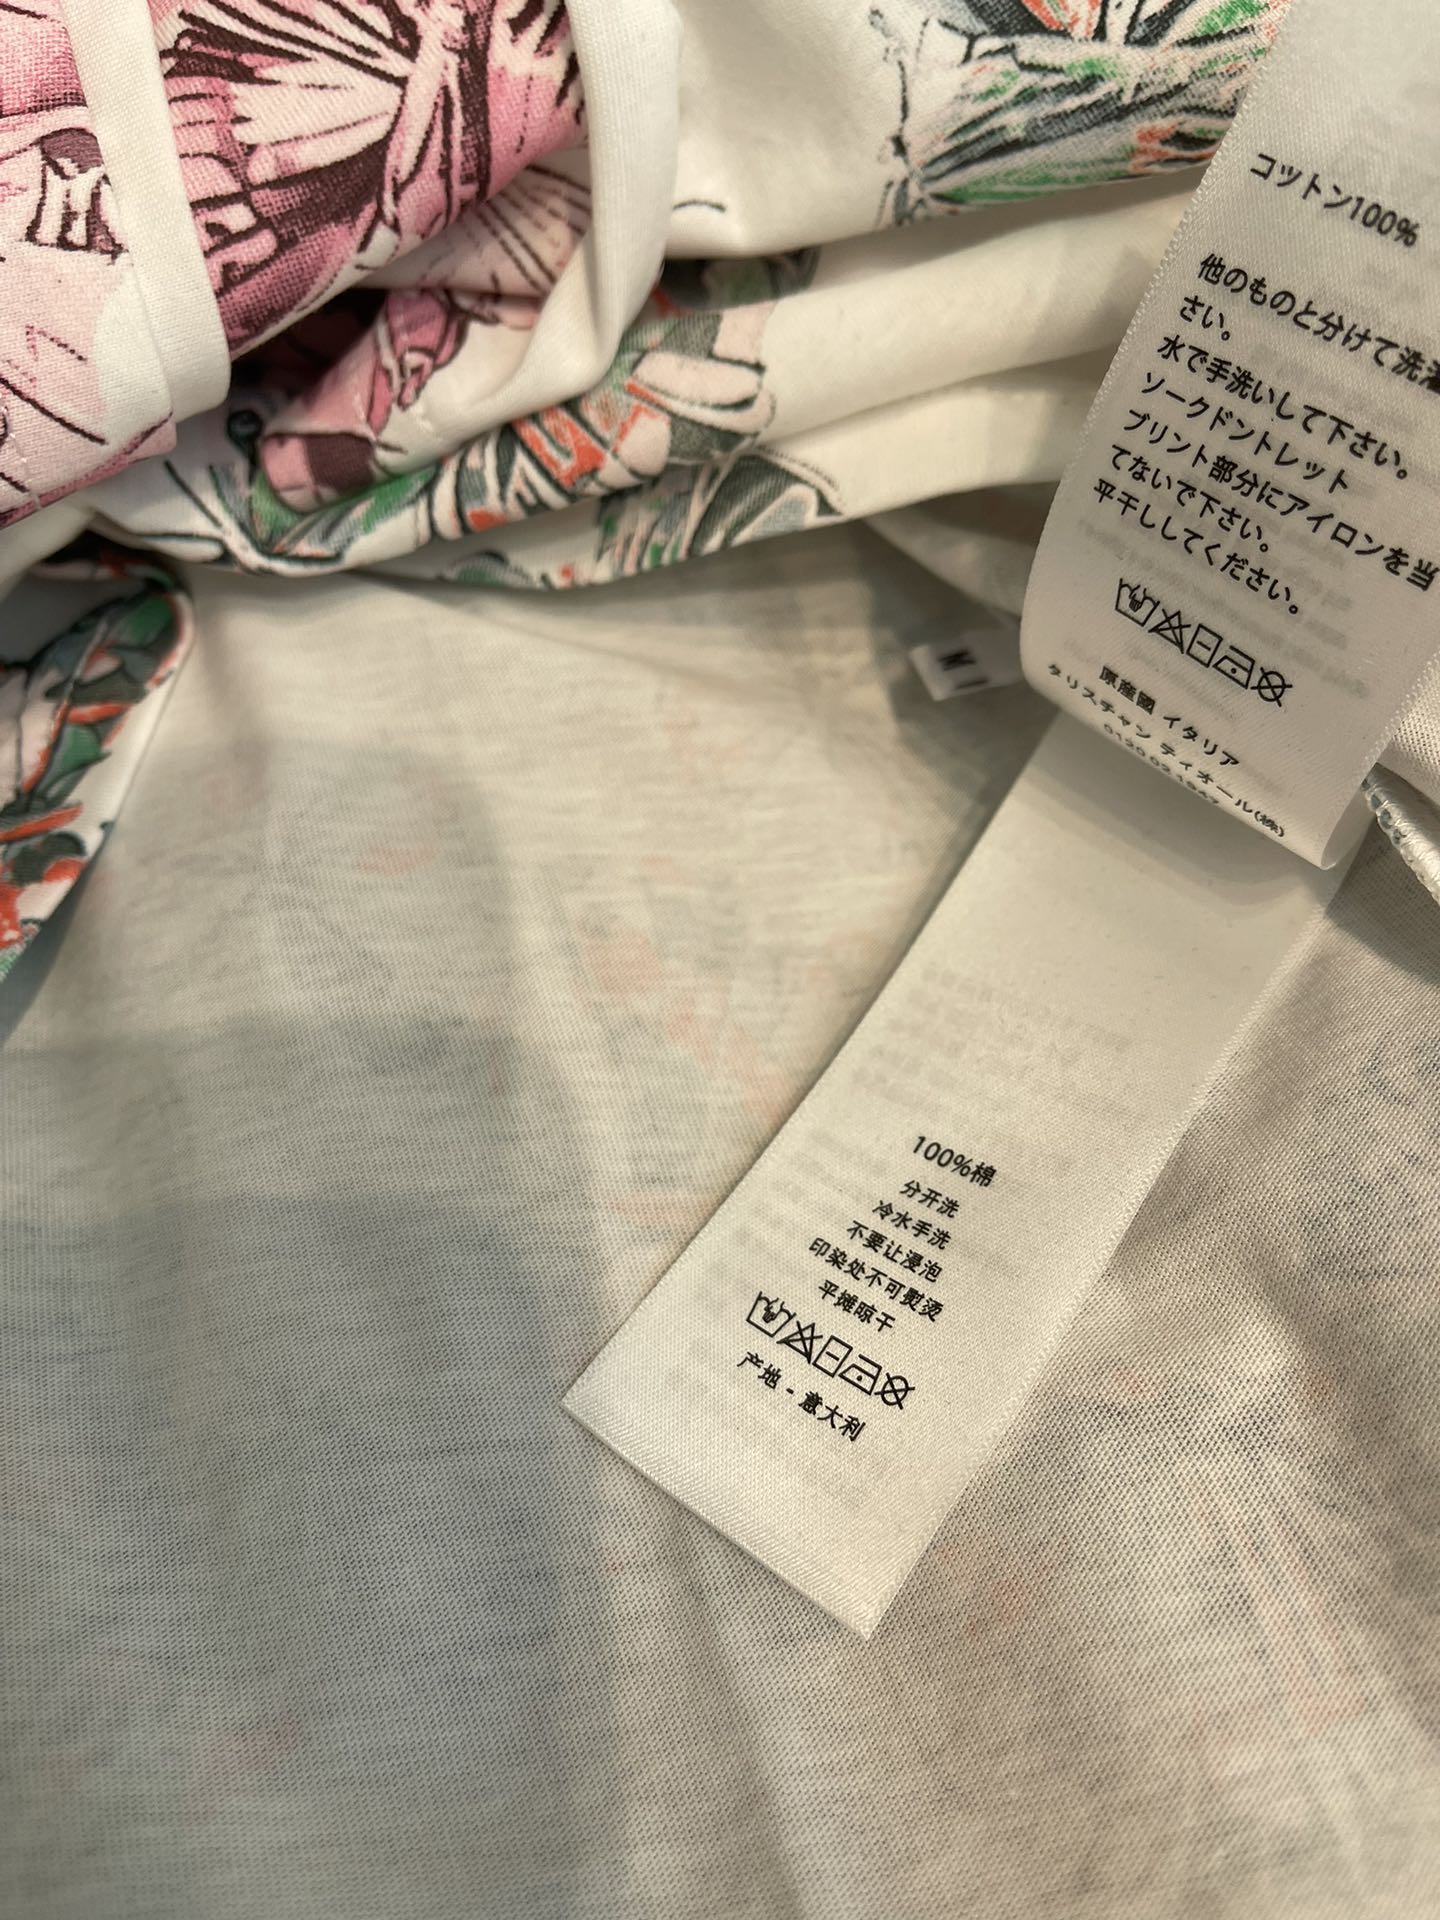 コットン100%
他のものと分けて洗濯
さい。
水で手洗いして下さい。
ソークドントレット
プリント部分にアイロンを当
てないで下さい。
平干ししてください。
原産國 イタリア
タリスチャン ディオール(株)
M
100%棉
分开洗
冷水手洗
不要让浸泡
印染处不可熨烫
平摊晾干
产地 - 意大利